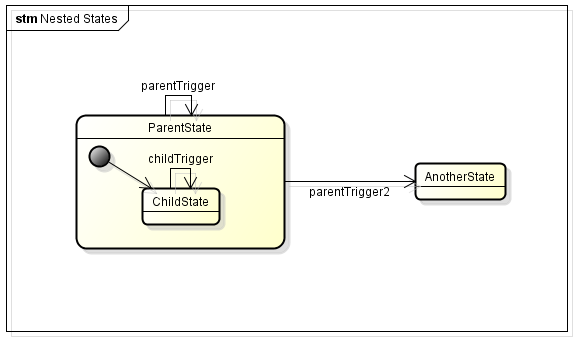 stm Nested States
parentTrigger
ParentState
childTrigger
ChildState
AnotherState
parentTrigger2